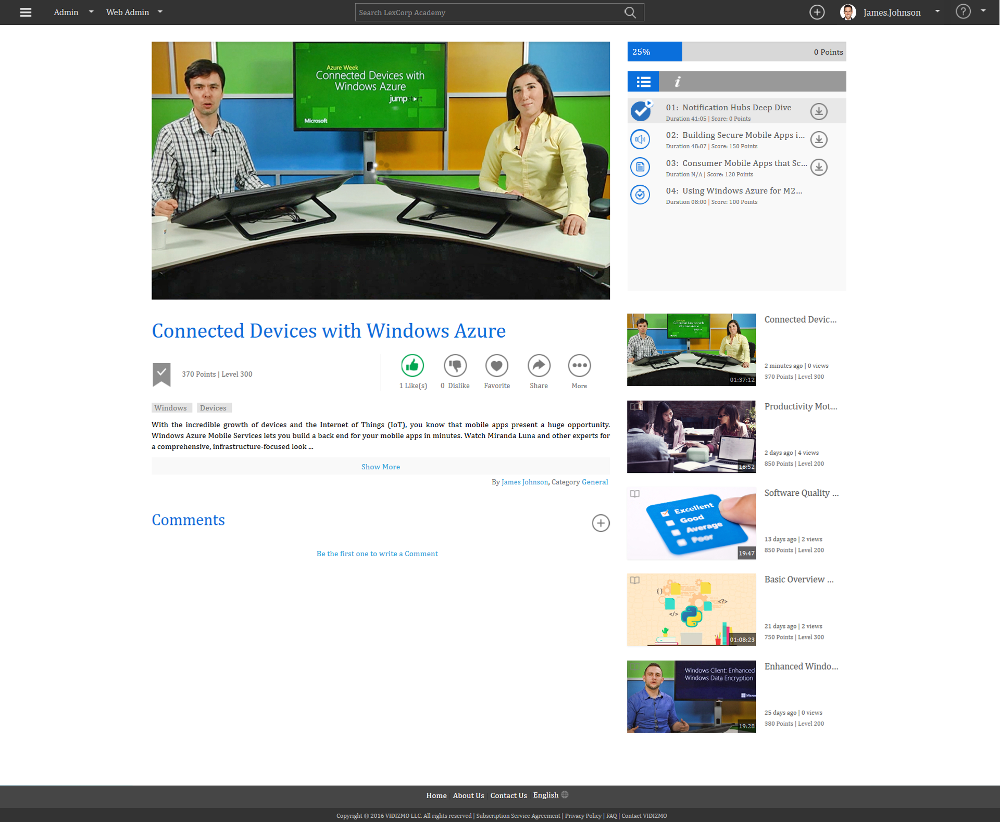 Admin
Web Admin
Search LexCorp Academy
James.Johnson
?
Azure Week
Connected Devices with
Windows Azure
jumpstart
Microsoft
25%
0 Points
i
01: Notification Hubs Deep Dive
Duration 41:05 | Score: 0 Points
02: Building Secure Mobile Apps i...
Duration 48:07 | Score: 150 Points
03: Consumer Mobile Apps that Sc...
Duration N/A | Score: 120 Points
04: Using Windows Azure for M2...
Duration 08:00 | Score: 100 Points
Connected Devices with Windows Azure
370 Points | Level 300
1 Like(s)
0 Dislike
Favorite
Share
More
Windows
Devices
With the incredible growth of devices and the Internet of Things (IoT), you know that mobile apps present a huge opportunity.
Windows Azure Mobile Services lets you build a back end for your mobile apps in minutes. Watch Miranda Luna and other experts for
a comprehensive, infrastructure-focused look ...
Show More
By James Johnson, Category General
Comments
Be the first one to write a Comment
Connected Devices with
Windows Azure
01:37:12
Connected Devic...
2 minutes ago | 0 views
370 Points | Level 300
16:52
Productivity Mot...
2 days ago | 4 views
850 Points | Level 200
Excellent
Good
Average
Poor
19:47
Software Quality ...
13 days ago | 2 views
850 Points | Level 200
{}
<?>
</>
01:08:23
Basic Overview ...
21 days ago | 2 views
750 Points | Level 300
Windows Client: Enhanced
Windows Data Encryption
Micros
19:28
Enhanced Windo...
25 days ago | 0 views
380 Points | Level 200
Home
About Us
Contact Us
English
Copyright © 2016 VIDIZMO LLC. All rights reserved | Subscription Service Agreement | Privacy Policy | FAQ | Contact VIDIZMO